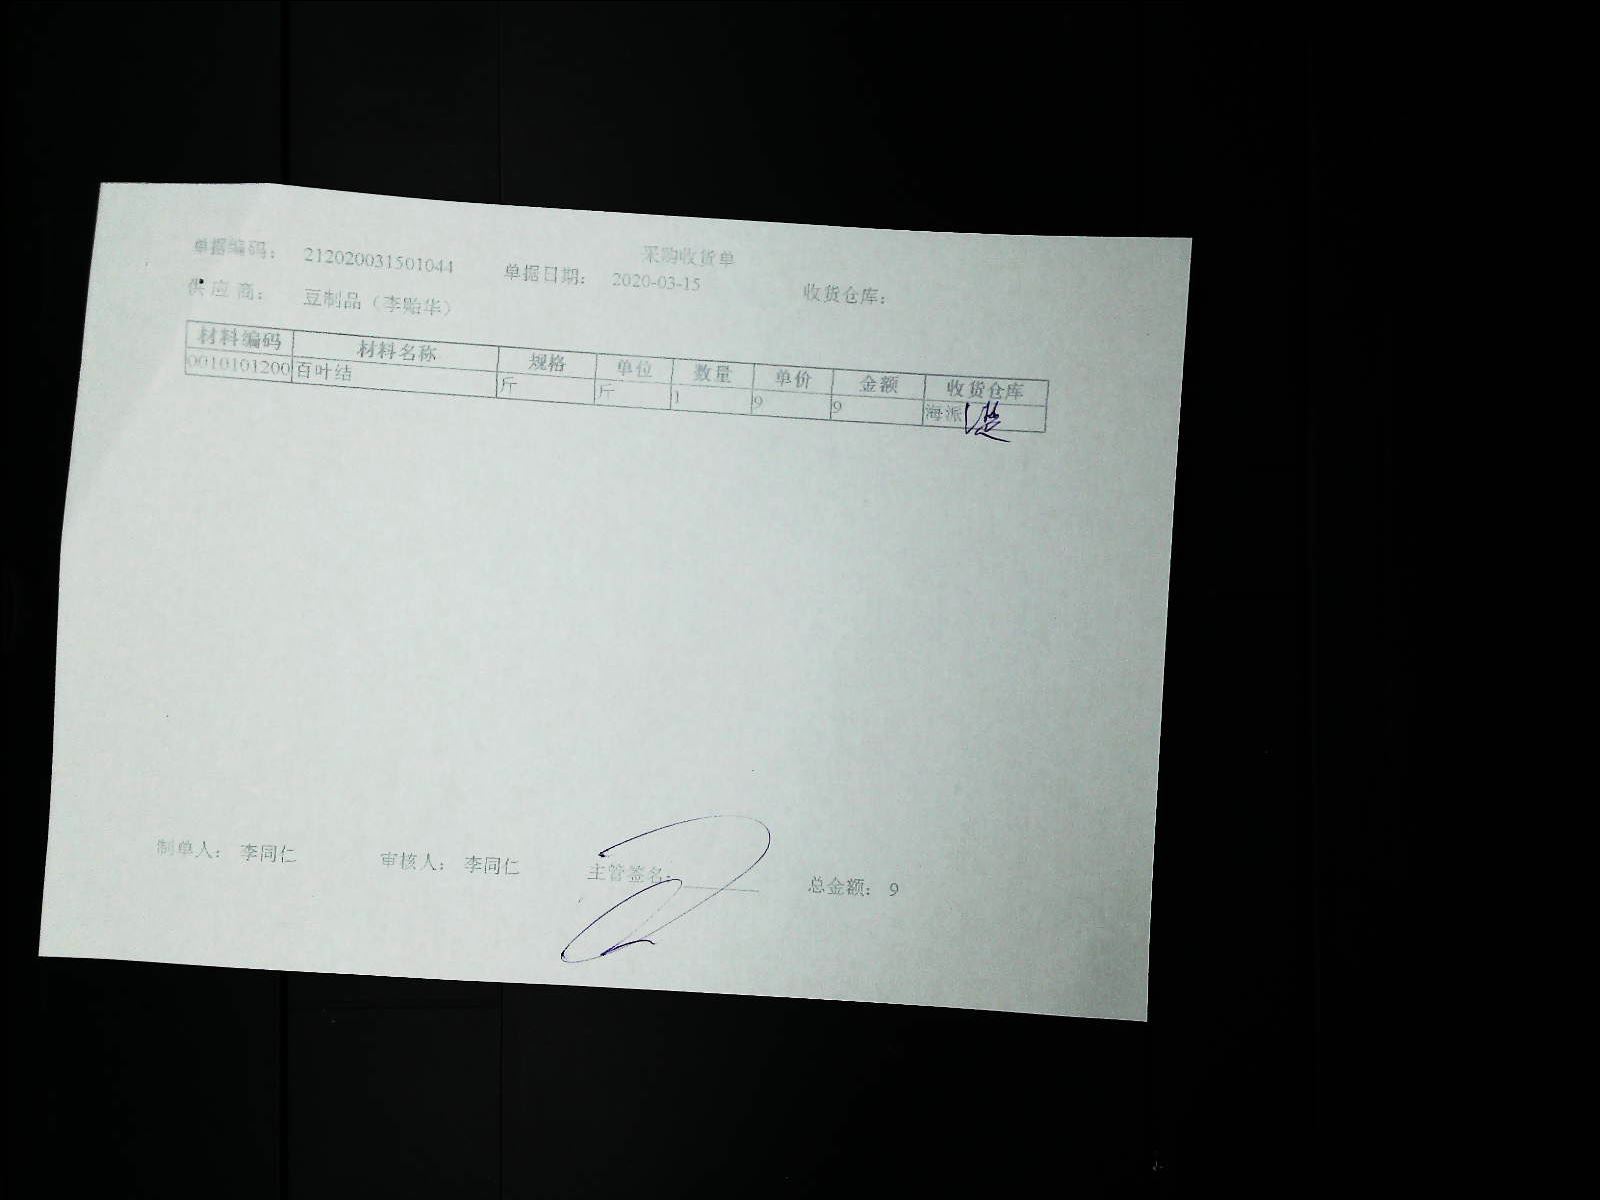 采购收货单
单据编码： 212020031501044 单据日期： 2020-03-15 收货仓库：
供 应 商： 豆制品（李贻华）
材料编码 材料名称 规格 单位 数量 单价 金额 收货仓库
0010101200 百叶结 斤 斤 1 9 9 海派
制单人： 李同仁 审核人： 李同仁 主管签名： 总金额： 9